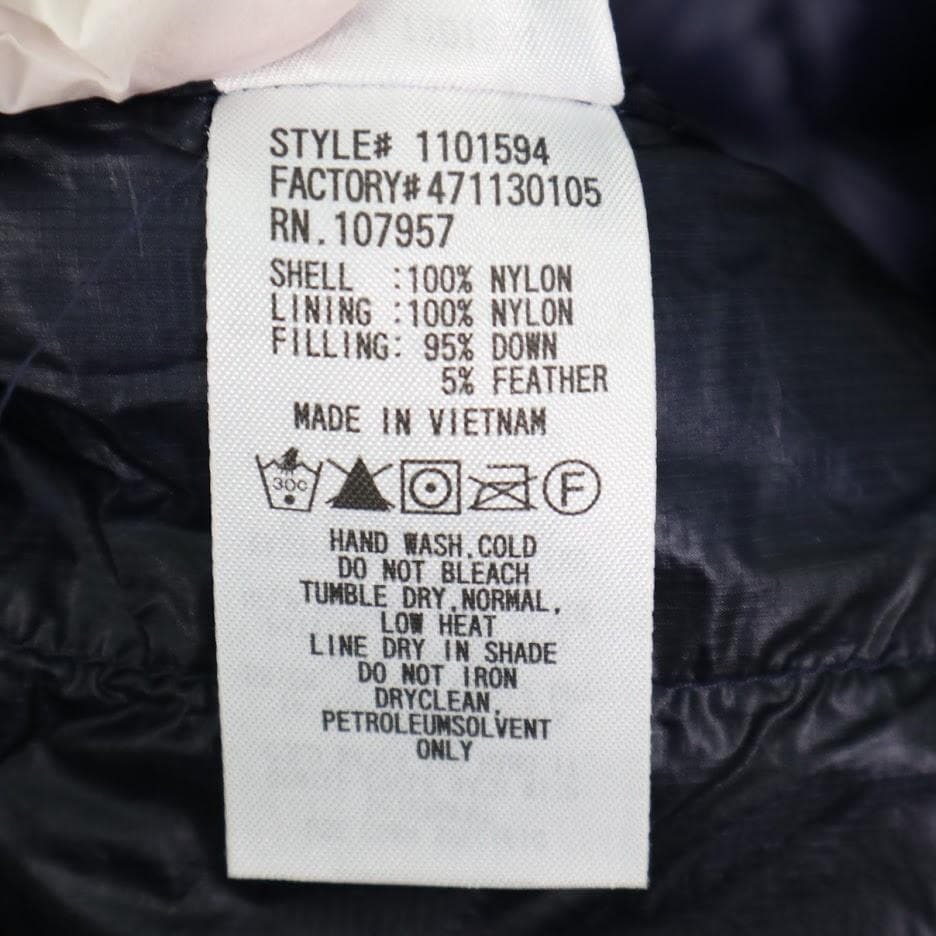 STYLE# 1101594
FACTORY#471130105
RN.107957
SHELL :100% NYLON
LINING :100% NYLON
FILLING: 95% DOWN
5% FEATHER
MADE IN VIETNAM
30C F
HAND WASH.COLD
DO NOT BLEACH
TUMBLE DRY.NORMAL.
LOW HEAT
LINE DRY IN SHADE
DO NOT IRON
DRYCLEAN.
PETROLEUMSOLVENT
ONLY